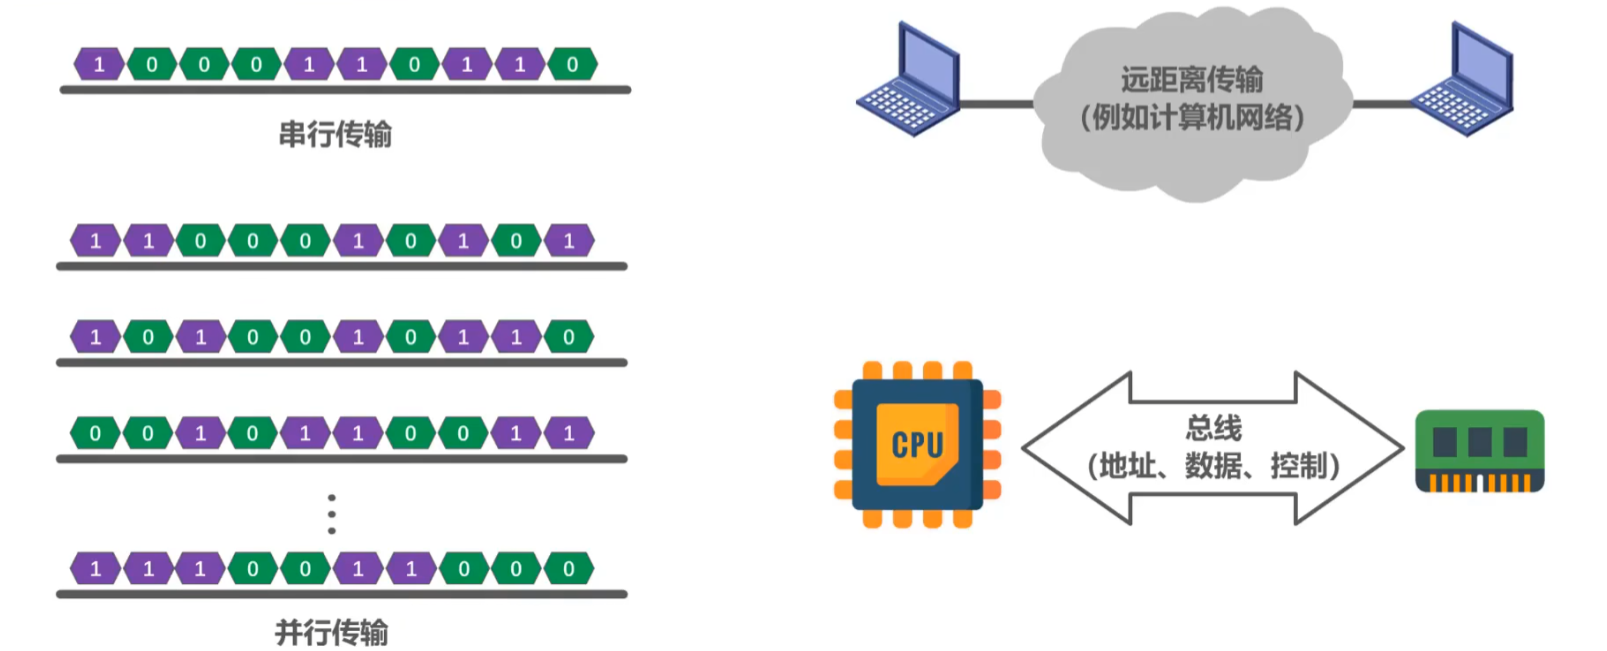 1 0 0 0 1 1 0 1 1 0
串行传输
1 1 0 0 0 1 0 1 0 1
1 0 1 0 0 1 0 1 1 0
0 0 1 0 1 1 0 0 1 1
1 1 1 0 0 1 1 0 0 0
并行传输
远距离传输
（例如计算机网络）
CPU
总线
（地址、数据、控制）